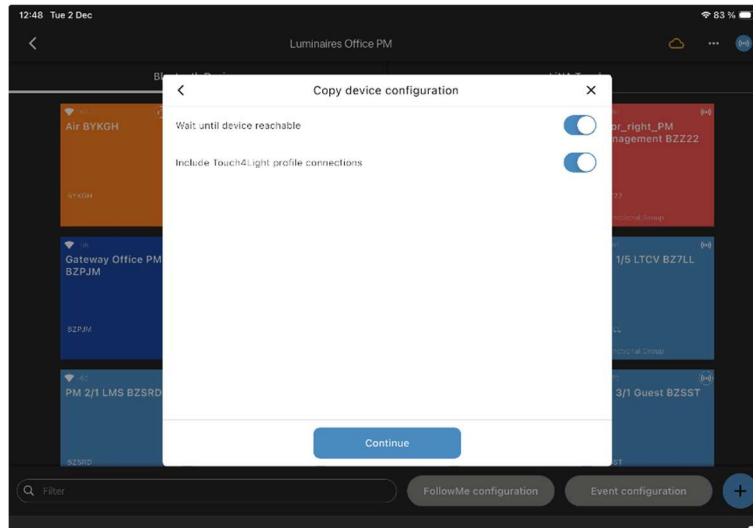 12:48 Tue 2 Dec
83 %
Luminaires Office PM
Copy device configuration
Wait until device reachable
Include Touch4Light profile connections
Air BYKGH
BYKGH
Gateway Office PM
BZPJM
BZPJM
PM 2/1 LMS BZSRD
BZSRD
or_right_PM
nagement BZZ22
1/5 LTCV BZ7LL
3/1 Guest BZSST
Continue
Filter
FollowMe configuration
Event configuration